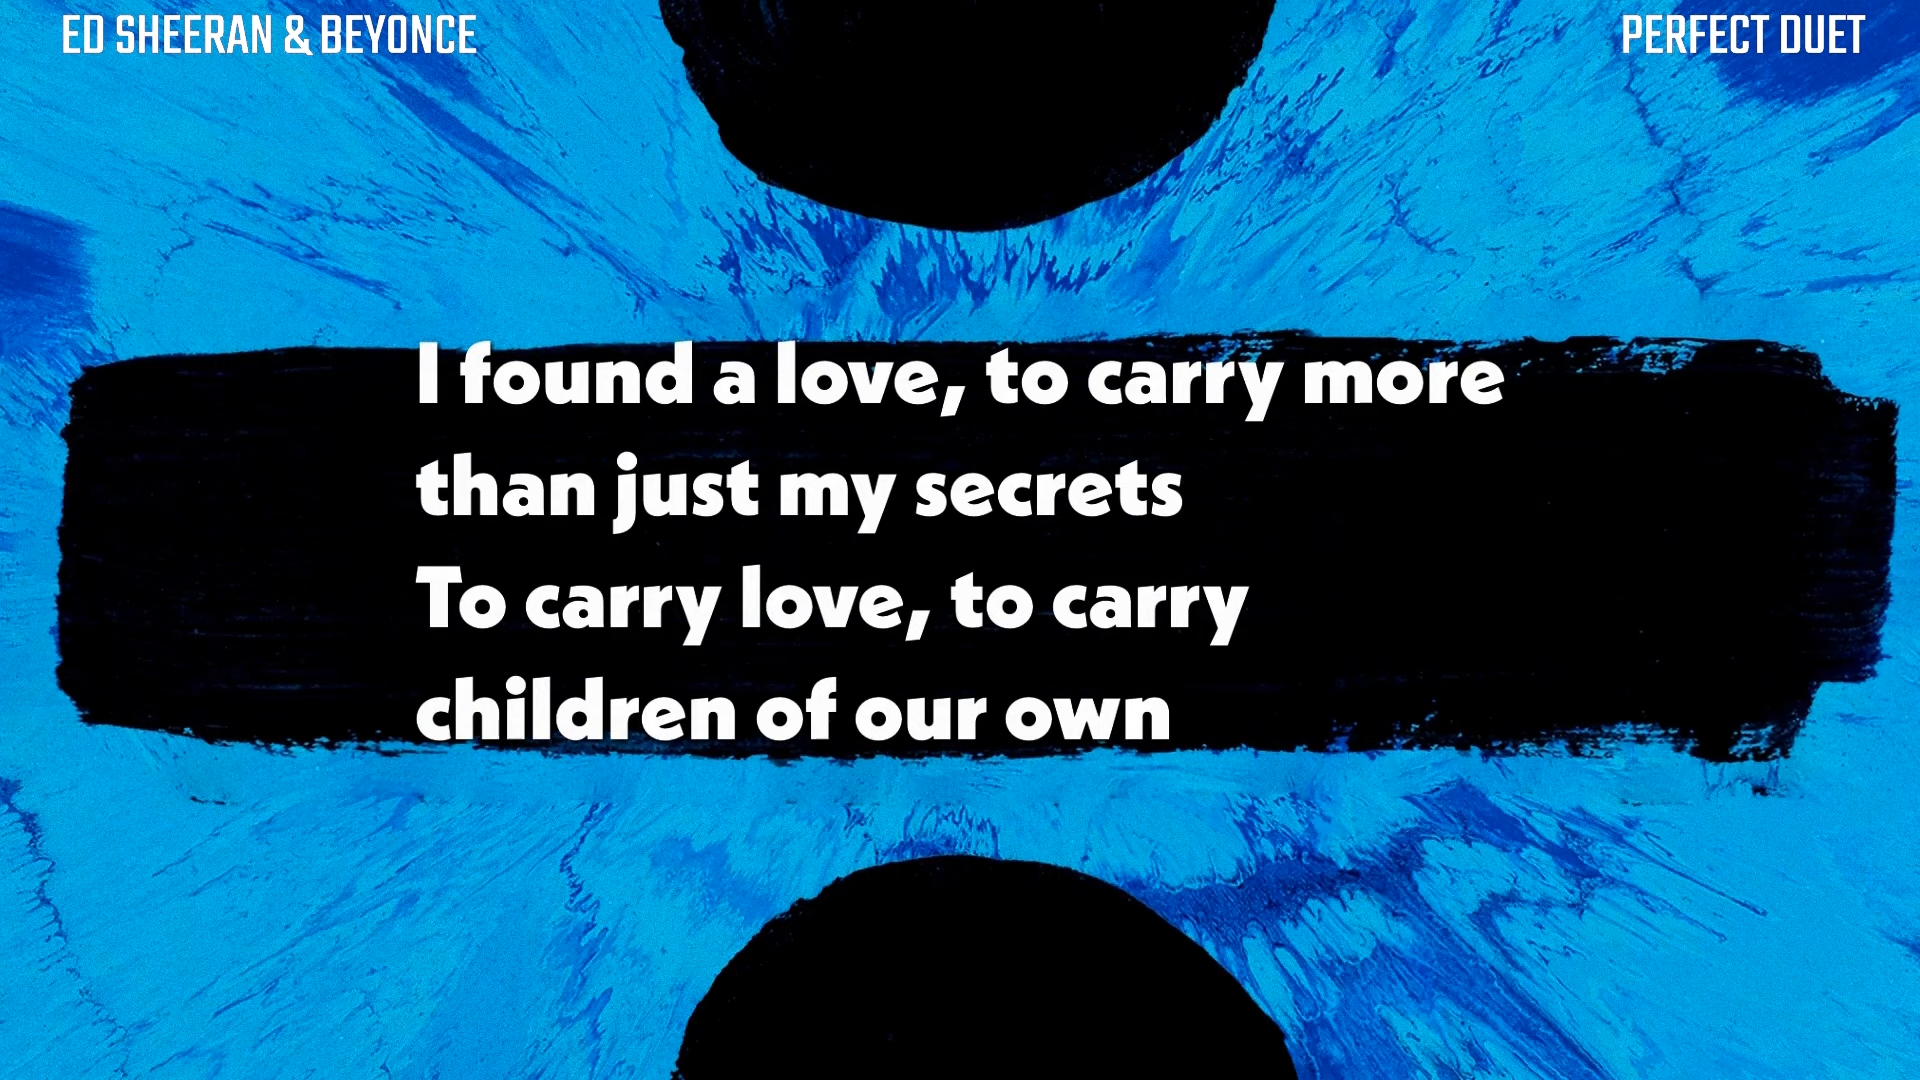 ED SHEERAN & BEYONCE
PERFECT DUET
I found a love, to carry more
than just my secrets
To carry love, to carry
children of our own